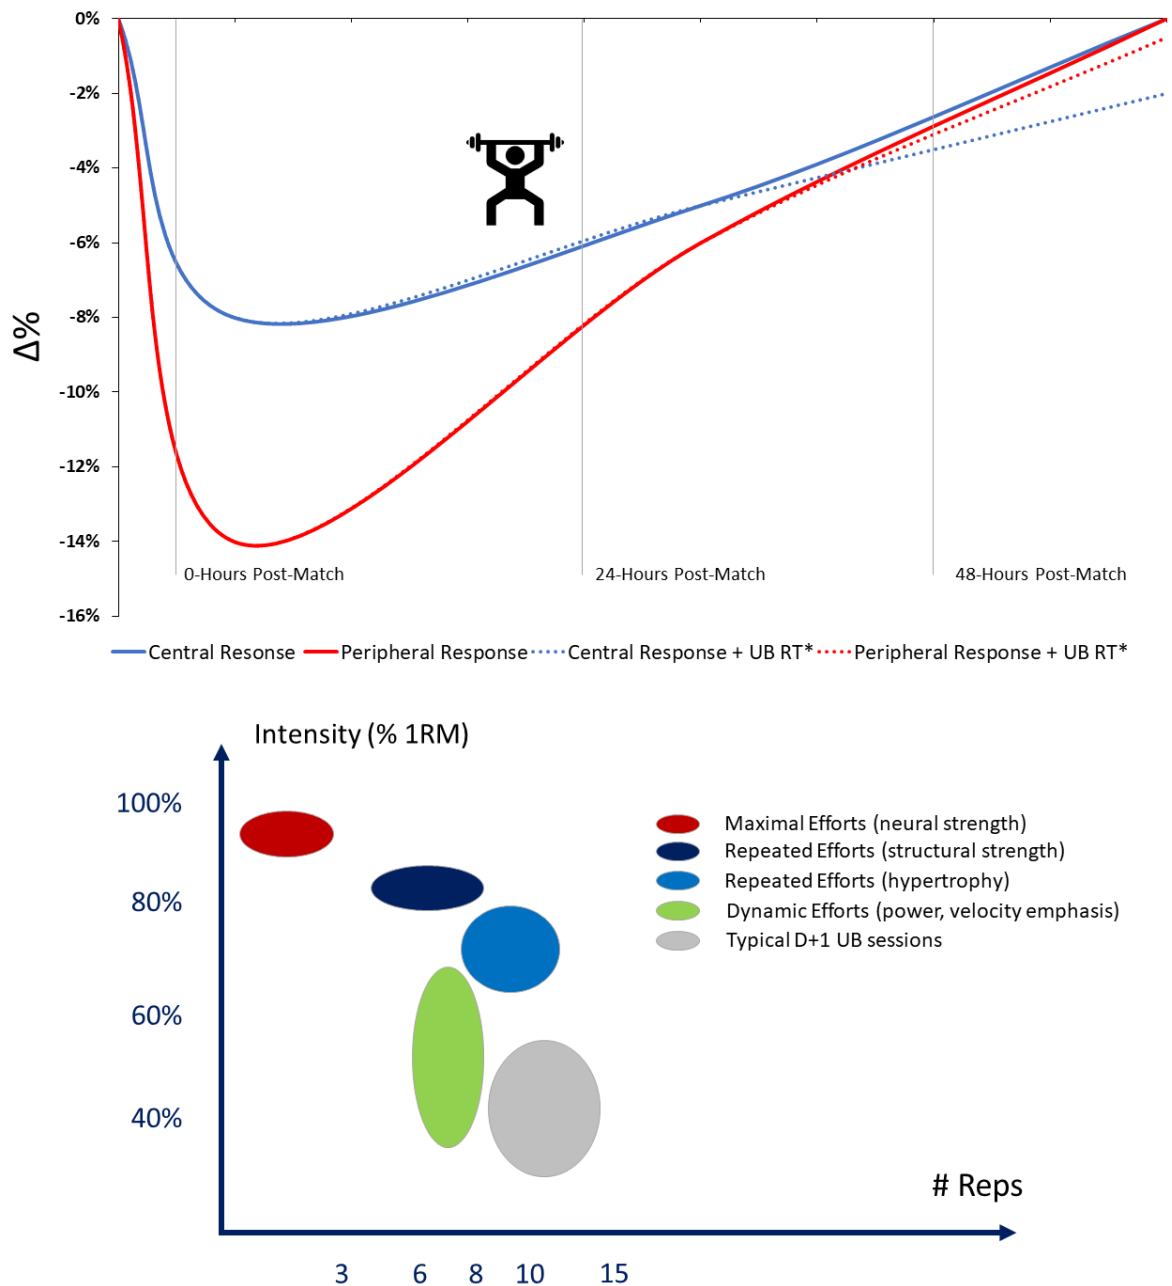 0%
-2%
-4%
-6%
-8%
-10%
-12%
-14%
-16%
Δ%
0-Hours Post-Match
24-Hours Post-Match
48-Hours Post-Match
Central Resonse
Peripheral Response
Central Response + UB RT*
Peripheral Response + UB RT*
Intensity (% 1RM)
100%
80%
60%
40%
Maximal Efforts (neural strength)
Repeated Efforts (structural strength)
Repeated Efforts (hypertrophy)
Dynamic Efforts (power, velocity emphasis)
Typical D+1 UB sessions
# Reps
3 6 8 10 15